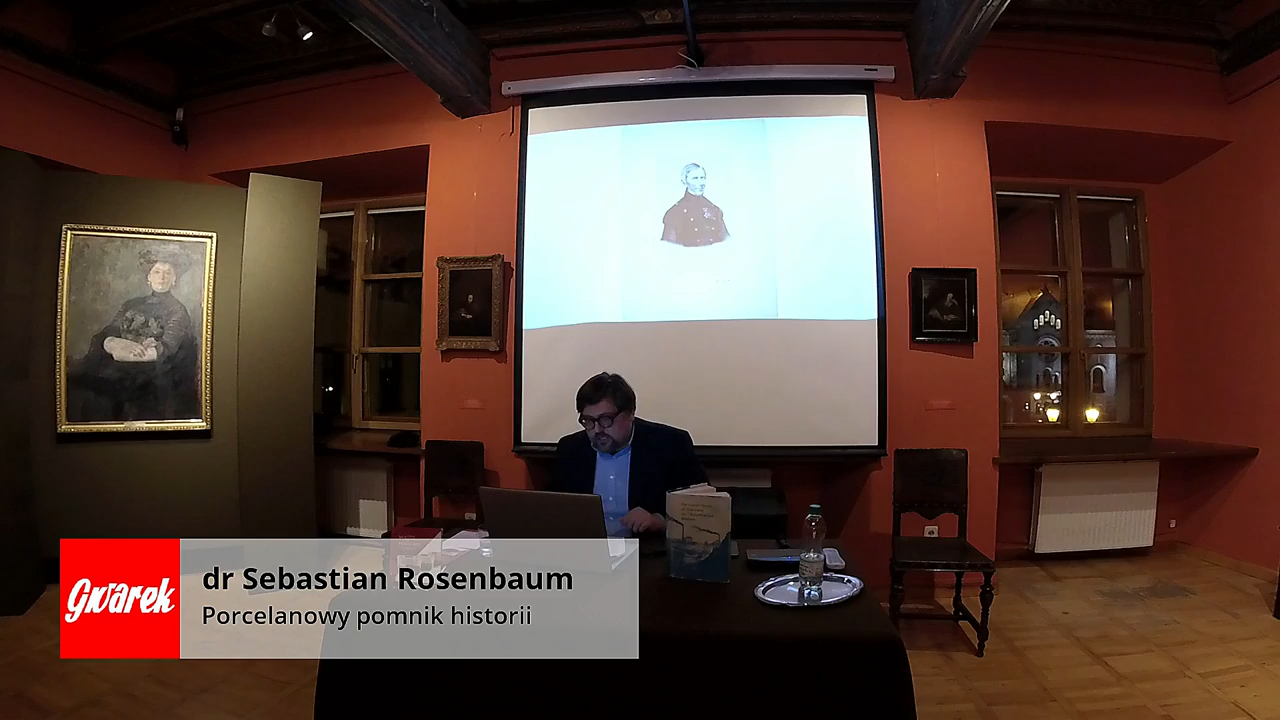 Gwarek
dr Sebastian Rosenbaum
Porcelanowy pomnik historii